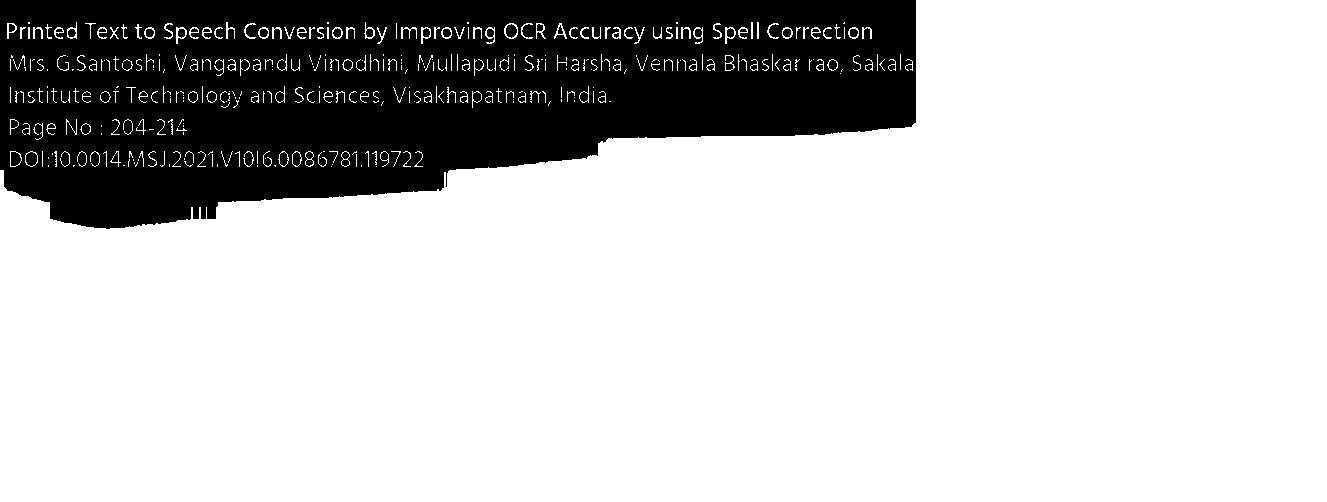 Printed Text to Speech Conversion by Improving OCR Accuracy using Spell Correction
Mrs. G.Santoshi, Vangapandu Vinodhini, Mullapudi Sri Harsha, Vennala Bhaskar rao, Sakala
Institute of Technology and Sciences, Visakhapatnam, India.
Page No : 204-214
DOI:10.0014.MSJ.2021.V10I6.0086781.119722